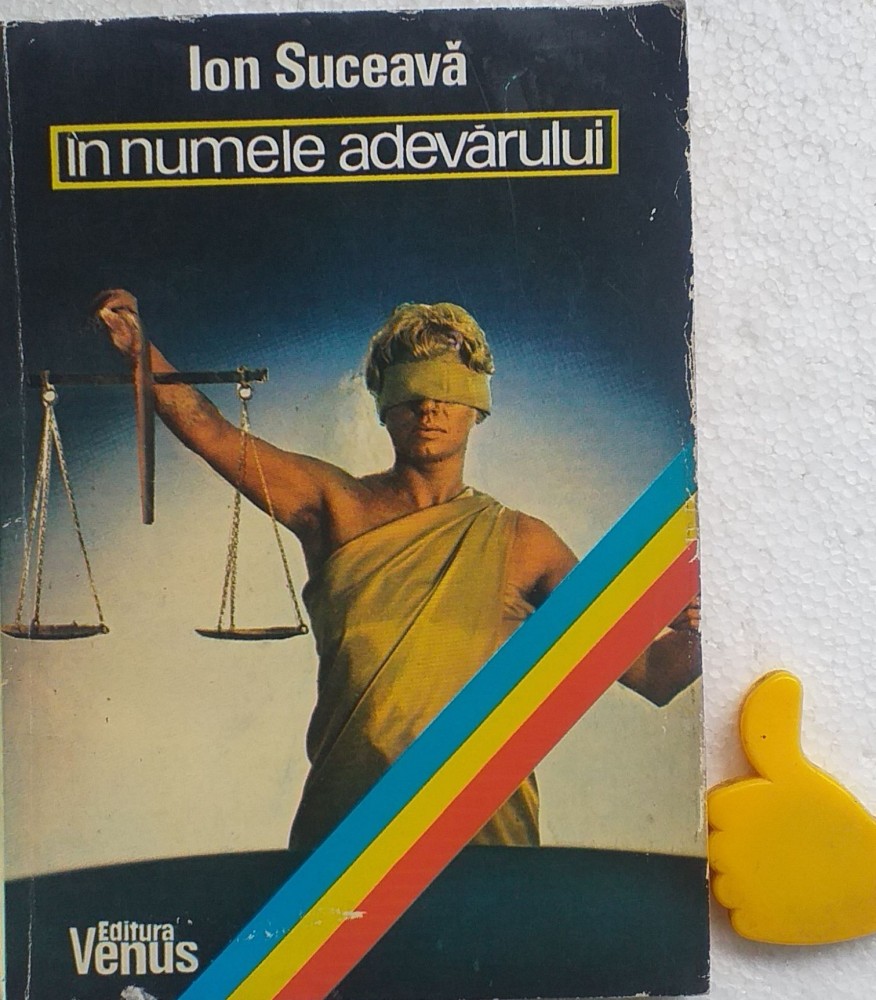 Ion Suceavă
în numele adevărului
Editura
Venus